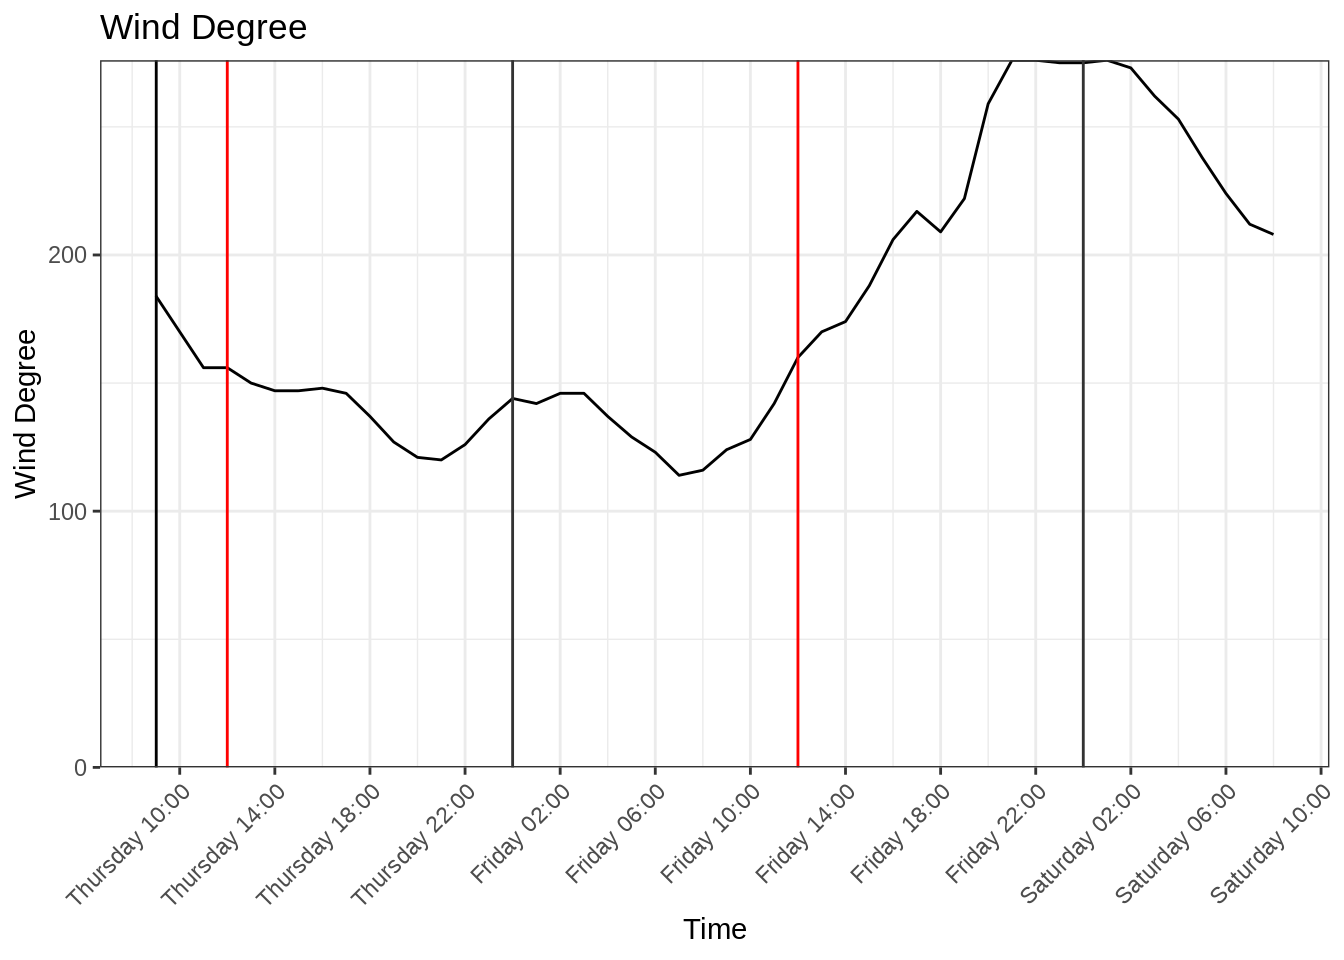 Wind Degree
Wind Degree
200
100
0
Thursday 10:00
Thursday 14:00
Thursday 18:00
Thursday 22:00
Friday 02:00
Friday 06:00
Friday 10:00
Friday 14:00
Friday 18:00
Friday 22:00
Saturday 02:00
Saturday 06:00
Saturday 10:00
Time